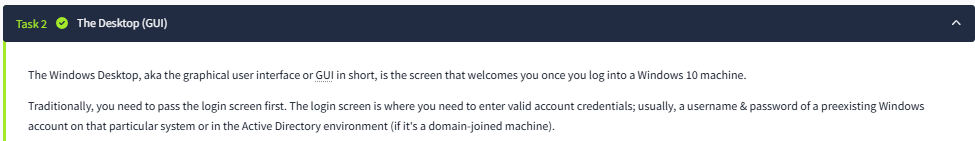 Task 2 The Desktop (GUI)
The Windows Desktop, aka the graphical user interface or GUI in short, is the screen that welcomes you once you log into a Windows 10 machine.
Traditionally, you need to pass the login screen first. The login screen is where you need to enter valid account credentials; usually, a username & password of a preexisting Windows
account on that particular system or in the Active Directory environment (if it's a domain-joined machine).